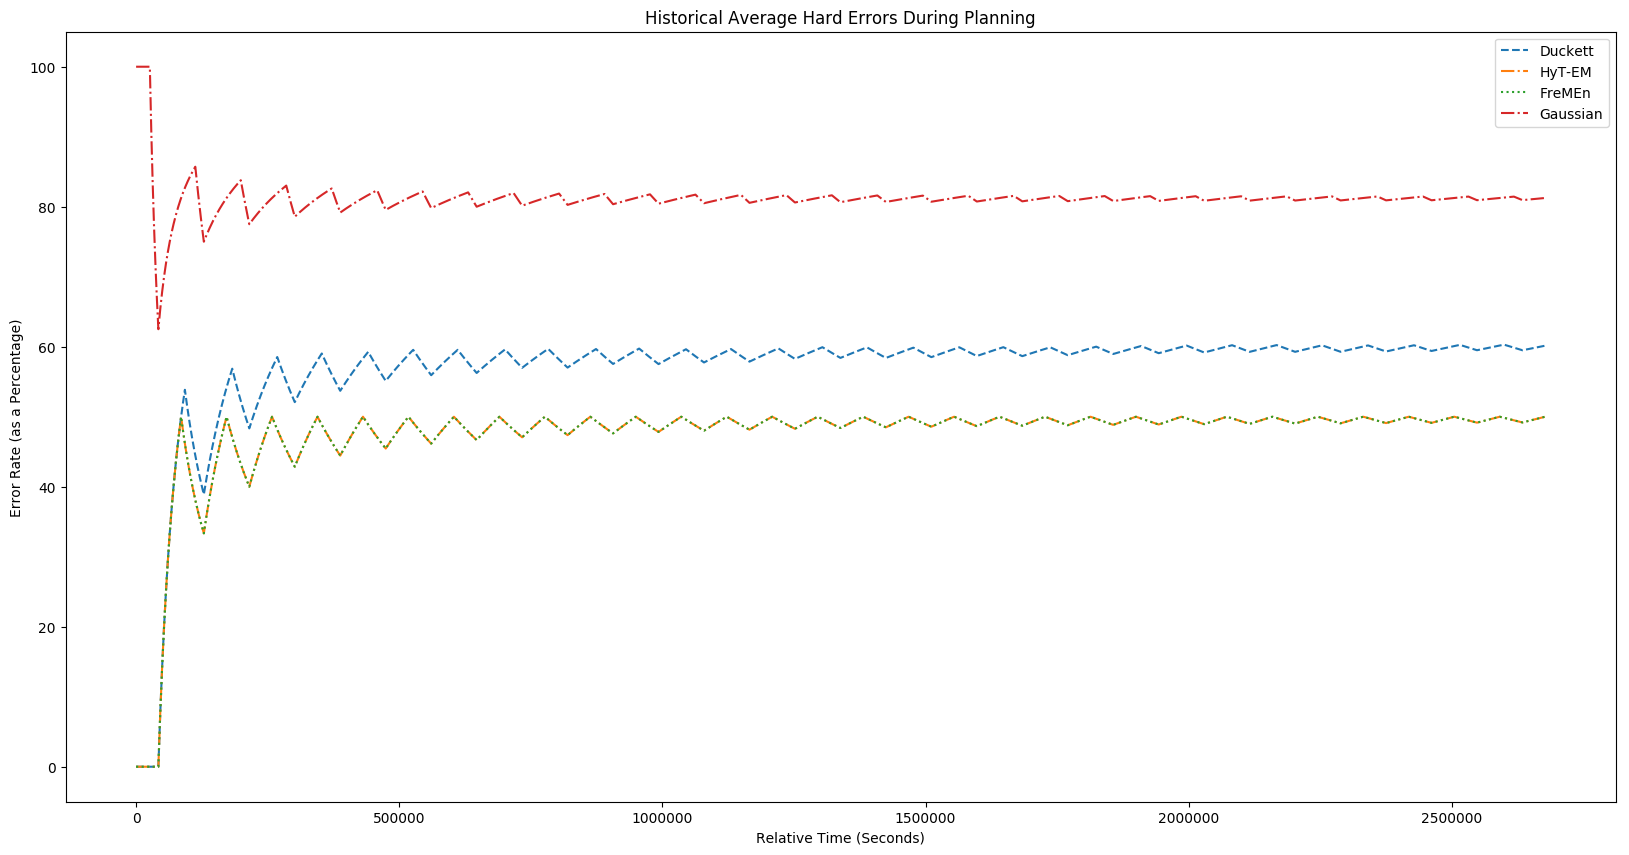 Historical Average Hard Errors During Planning
Duckett
HyT-EM
FreMEn
Gaussian
Error Rate (as a Percentage)
100
80
60
40
20
0
0 500000 1000000 1500000 2000000 2500000
Relative Time (Seconds)